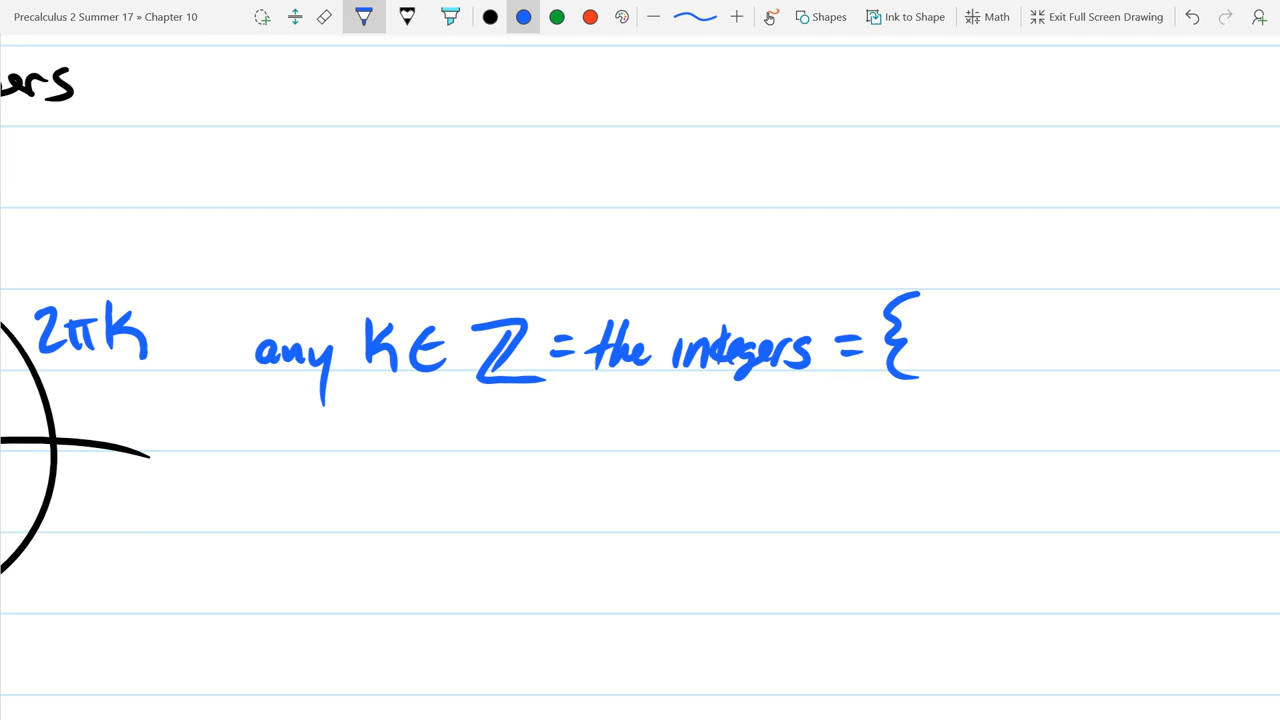 Precalculus 2 Summer 17 » Chapter 10 Shapes Ink to Shape Math Exit Full Screen Drawing
ers
2πk any k ∈ ℤ = the integers = {